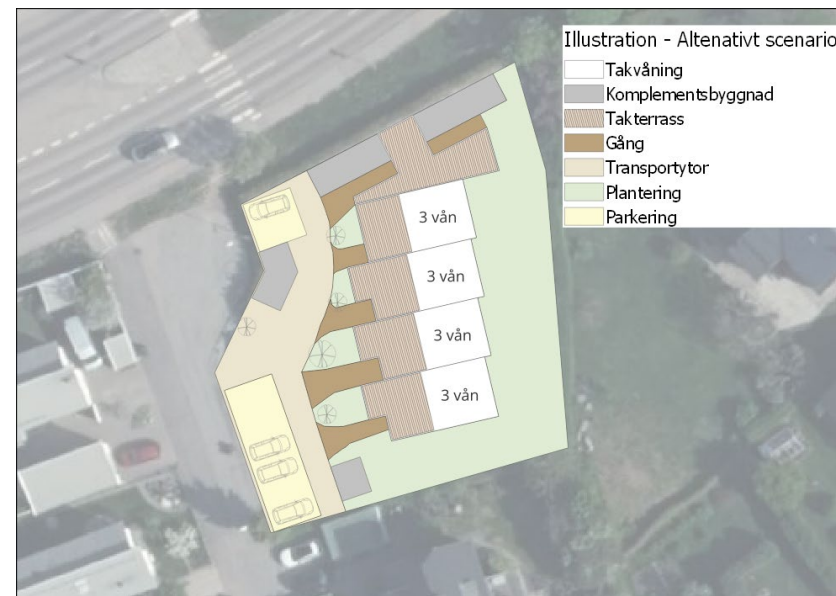 Illustration - Altenativt scenario
Takvåning
Komplementsbyggnad
Takterrass
Gång
Transportytor
Plantering
Parkering
3 vån
3 vån
3 vån
3 vån